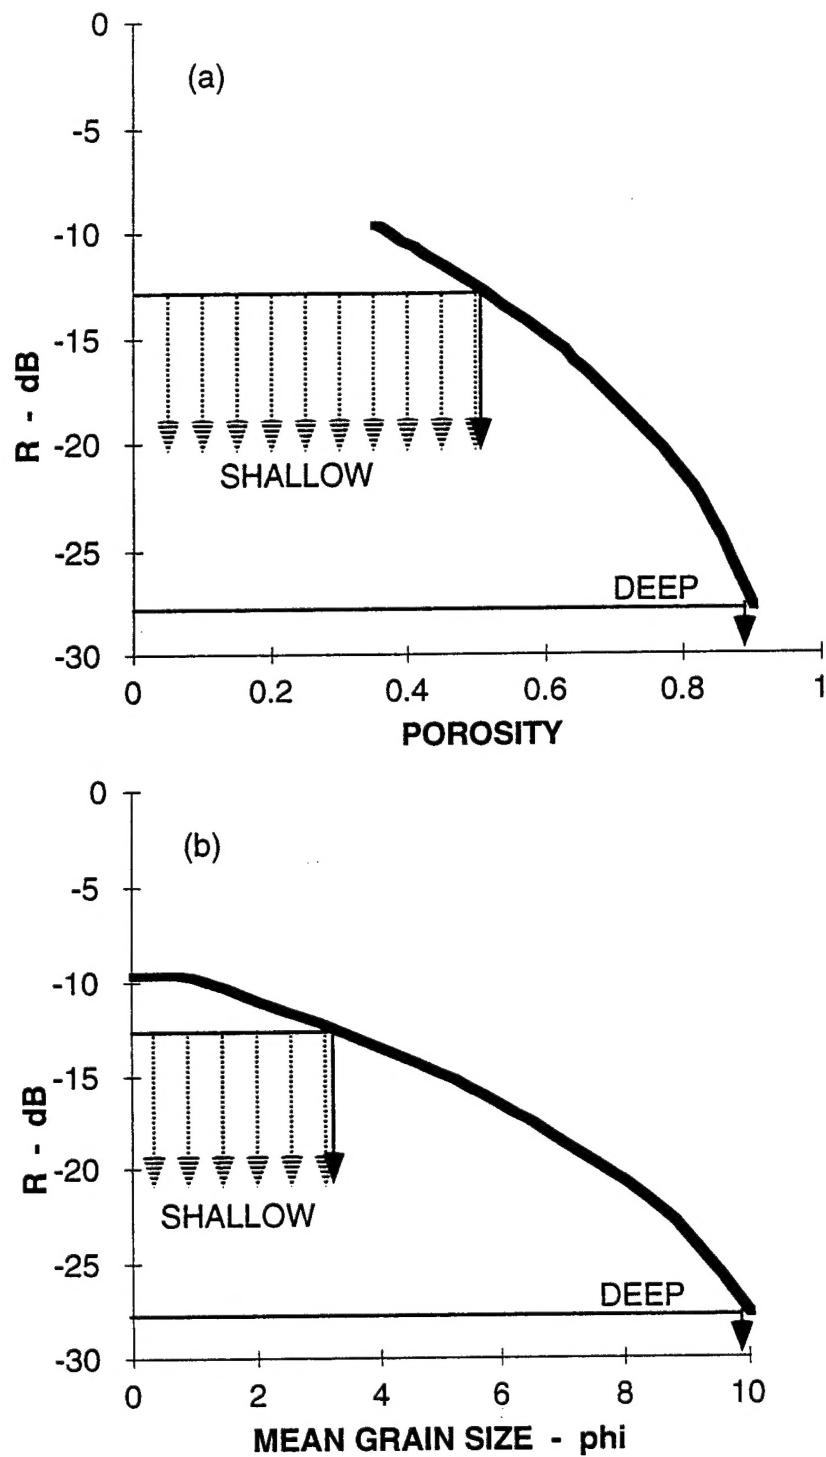 0
(a)
-5
-10
-15
R - dB
-20
SHALLOW
-25
DEEP
-30
0 0.2 0.4 0.6 0.8 1
POROSITY
0
(b)
-5
-10
-15
R - dB
-20
SHALLOW
-25
DEEP
-30
0 2 4 6 8 10
MEAN GRAIN SIZE - phi